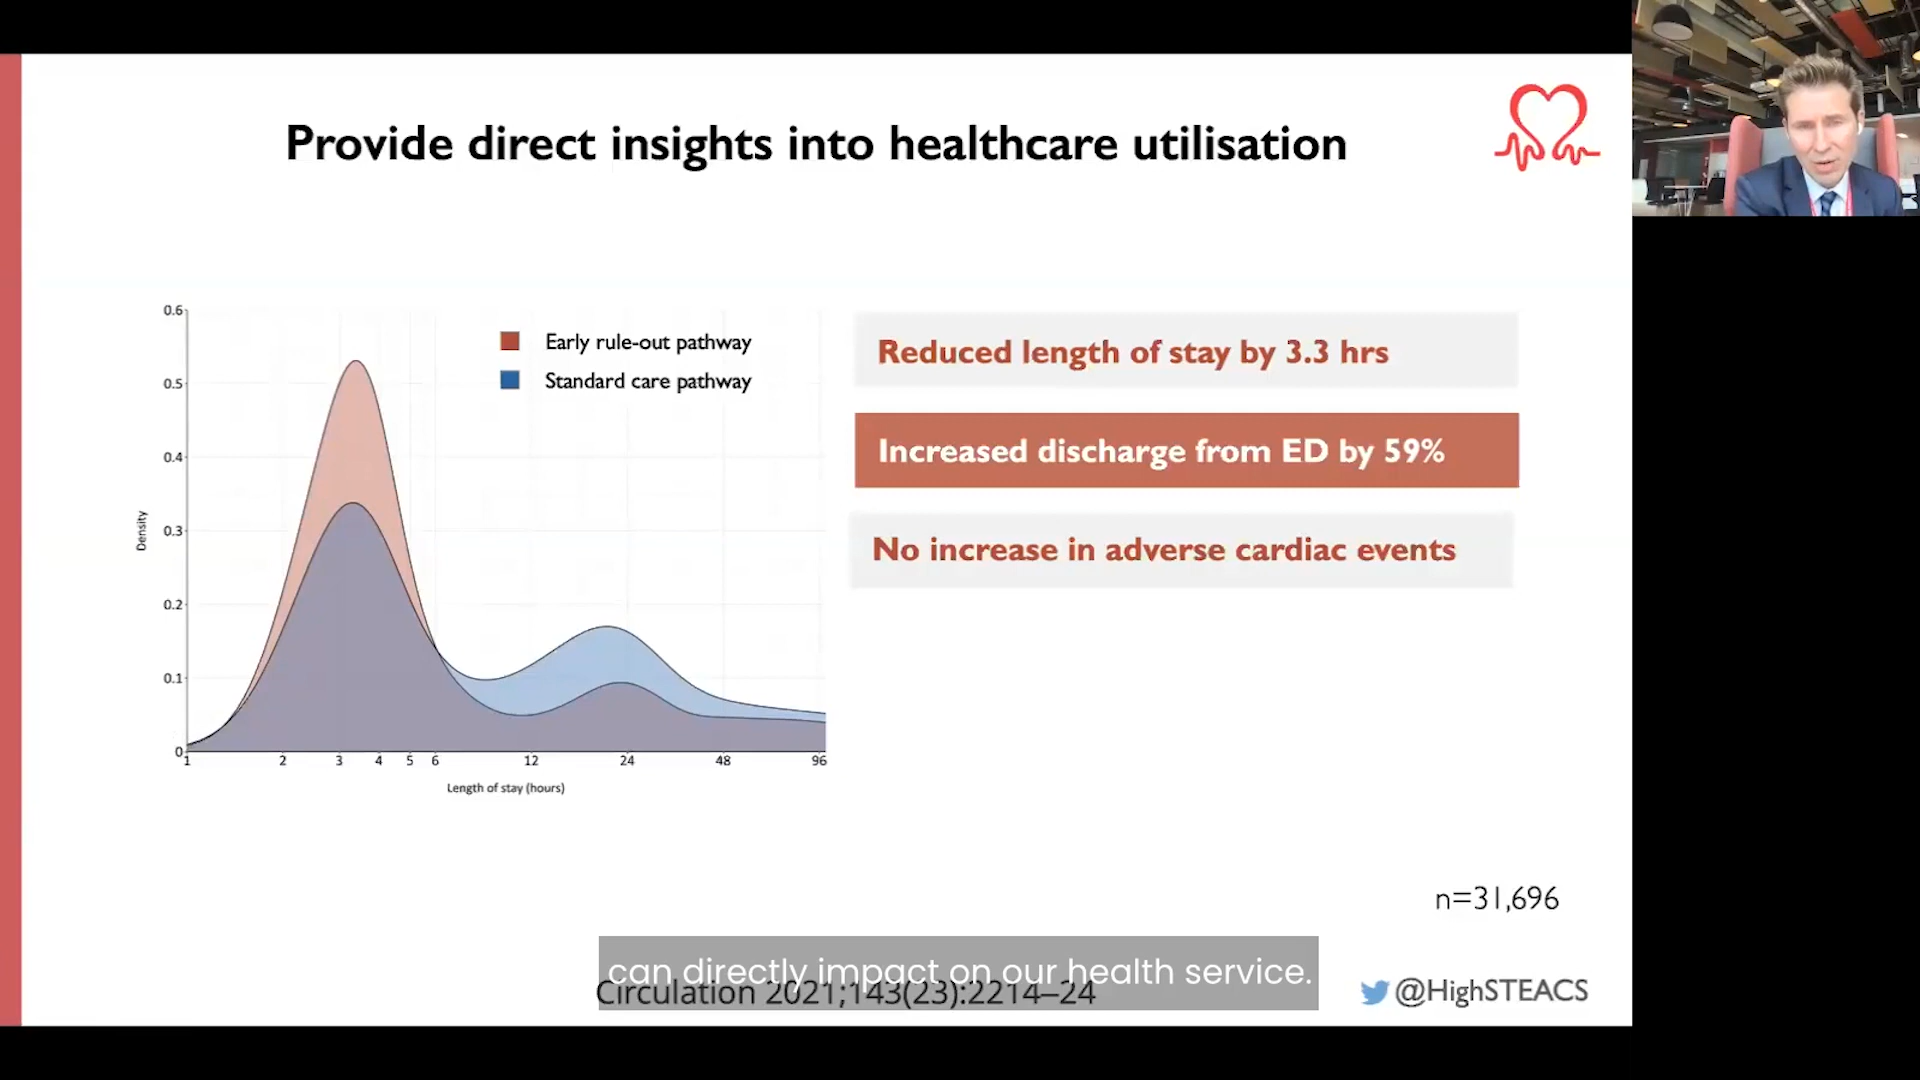 Provide direct insights into healthcare utilisation
0.6
0.5
0.4
0.3
0.2
0.1
0
Density
1 2 3 4 5 6 12 24 48 96
Length of stay (hours)
Early rule-out pathway
Standard care pathway
Reduced length of stay by 3.3 hrs
Increased discharge from ED by 59%
No increase in adverse cardiac events
n=31,696
can directly impact on our health service.
Circulation 2021;143(23):2214–24
@HighSTEACS